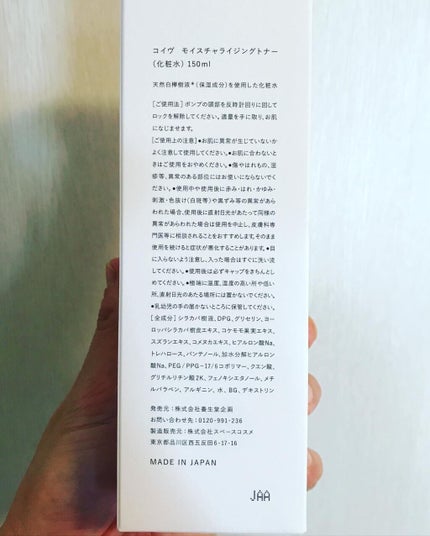 コイヴ モイスチャライジングトナー
(化粧水) 150ml
天然白樺樹液*(保湿成分)を使用した化粧水
[ご使用法] ポンプの頭部を反時計回りに回して
ロックを解除してください。適量を手に取り、お肌
になじませます。
[ご使用上の注意] ●お肌に異常が生じていないか
よく注意して使用してください。●お肌に合わないと
きはご使用をおやめください。●傷やはれもの、湿
疹等、異常のある部位にはお使いにならないでく
ださい。●使用中や使用後に赤み・はれ・かゆみ・
刺激・色抜け(白斑等)や黒ずみ等の異常があら
われた場合、使用後に直射日光があたって同様の
異常があらわれた場合は使用を中止し、皮膚科専
門医等に相談されることをおすすめします。そのまま
使用を続けると症状が悪化することがあります。●目
に入らないよう注意し、入った場合はすぐに洗い流
してください。●使用後は必ずキャップをきちんとし
めてください。●極端に高温、湿度の高い所や低い
所、直射日光のあたる場所には置かないでください。
●乳幼児の手の届かないところに保管してください。
[全成分] シラカバ樹液、DPG、グリセリン、ヨー
ロッパシラカバ樹皮エキス、コケモモ果実エキス、
スズランエキス、コメヌカエキス、ヒアルロン酸Na、
トレハロース、パンテノール、加水分解ヒアルロン
酸Na、PEG/PPG-17/6コポリマー、クエン酸、
グリチルリチン酸2K、フェノキシエタノール、メチ
ルパラベン、アルギニン、水、BG、デキストリン
発売元:株式会社養生堂企画
お問い合わせ先:0120-991-236
製造販売元:株式会社スペースコスメ
東京都品川区西五反田6-17-16
MADE IN JAPAN
JAA